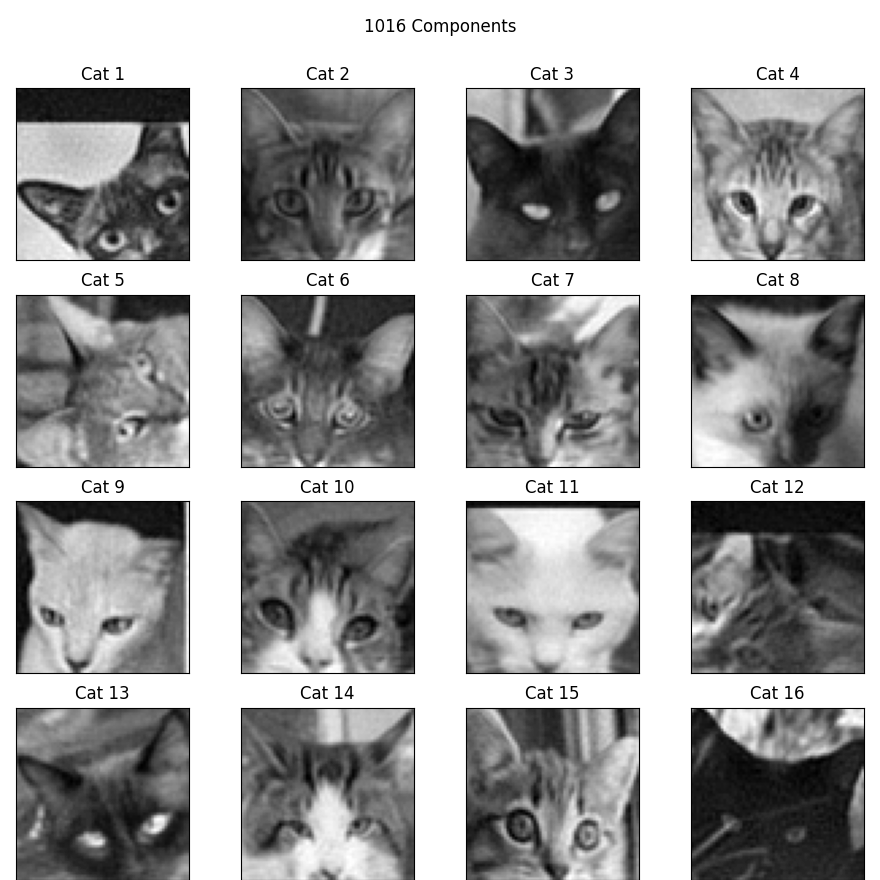 1016 Components
Cat 1 Cat 2 Cat 3 Cat 4
Cat 5 Cat 6 Cat 7 Cat 8
Cat 9 Cat 10 Cat 11 Cat 12
Cat 13 Cat 14 Cat 15 Cat 16